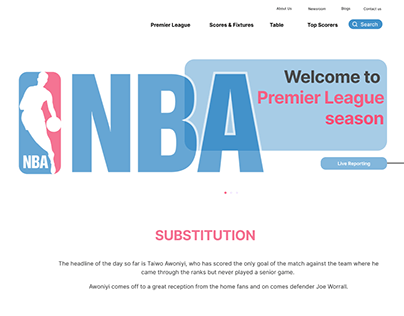 About Us Newsroom Blogs Contact us
Premier League Scores & Fixtures Table Top Scorers Search
NBA
NBA
Welcome to
Premier League
season
Live Reporting
SUBSTITUTION
The headline of the day so far is Taiwo Awoniyi, who has scored the only goal of the match against the team where he
came through the ranks but never played a senior game.
Awoniyi comes off to a great reception from the home fans and on comes defender Joe Worrall.